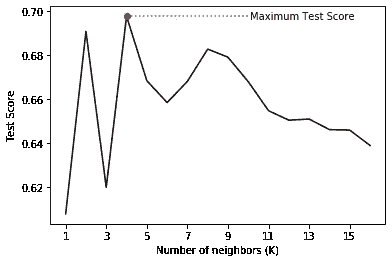 0.70
Maximum Test Score
0.68
0.66
0.64
0.62
Test Score
1 3 5 7 9 11 13 15
Number of neighbors (K)